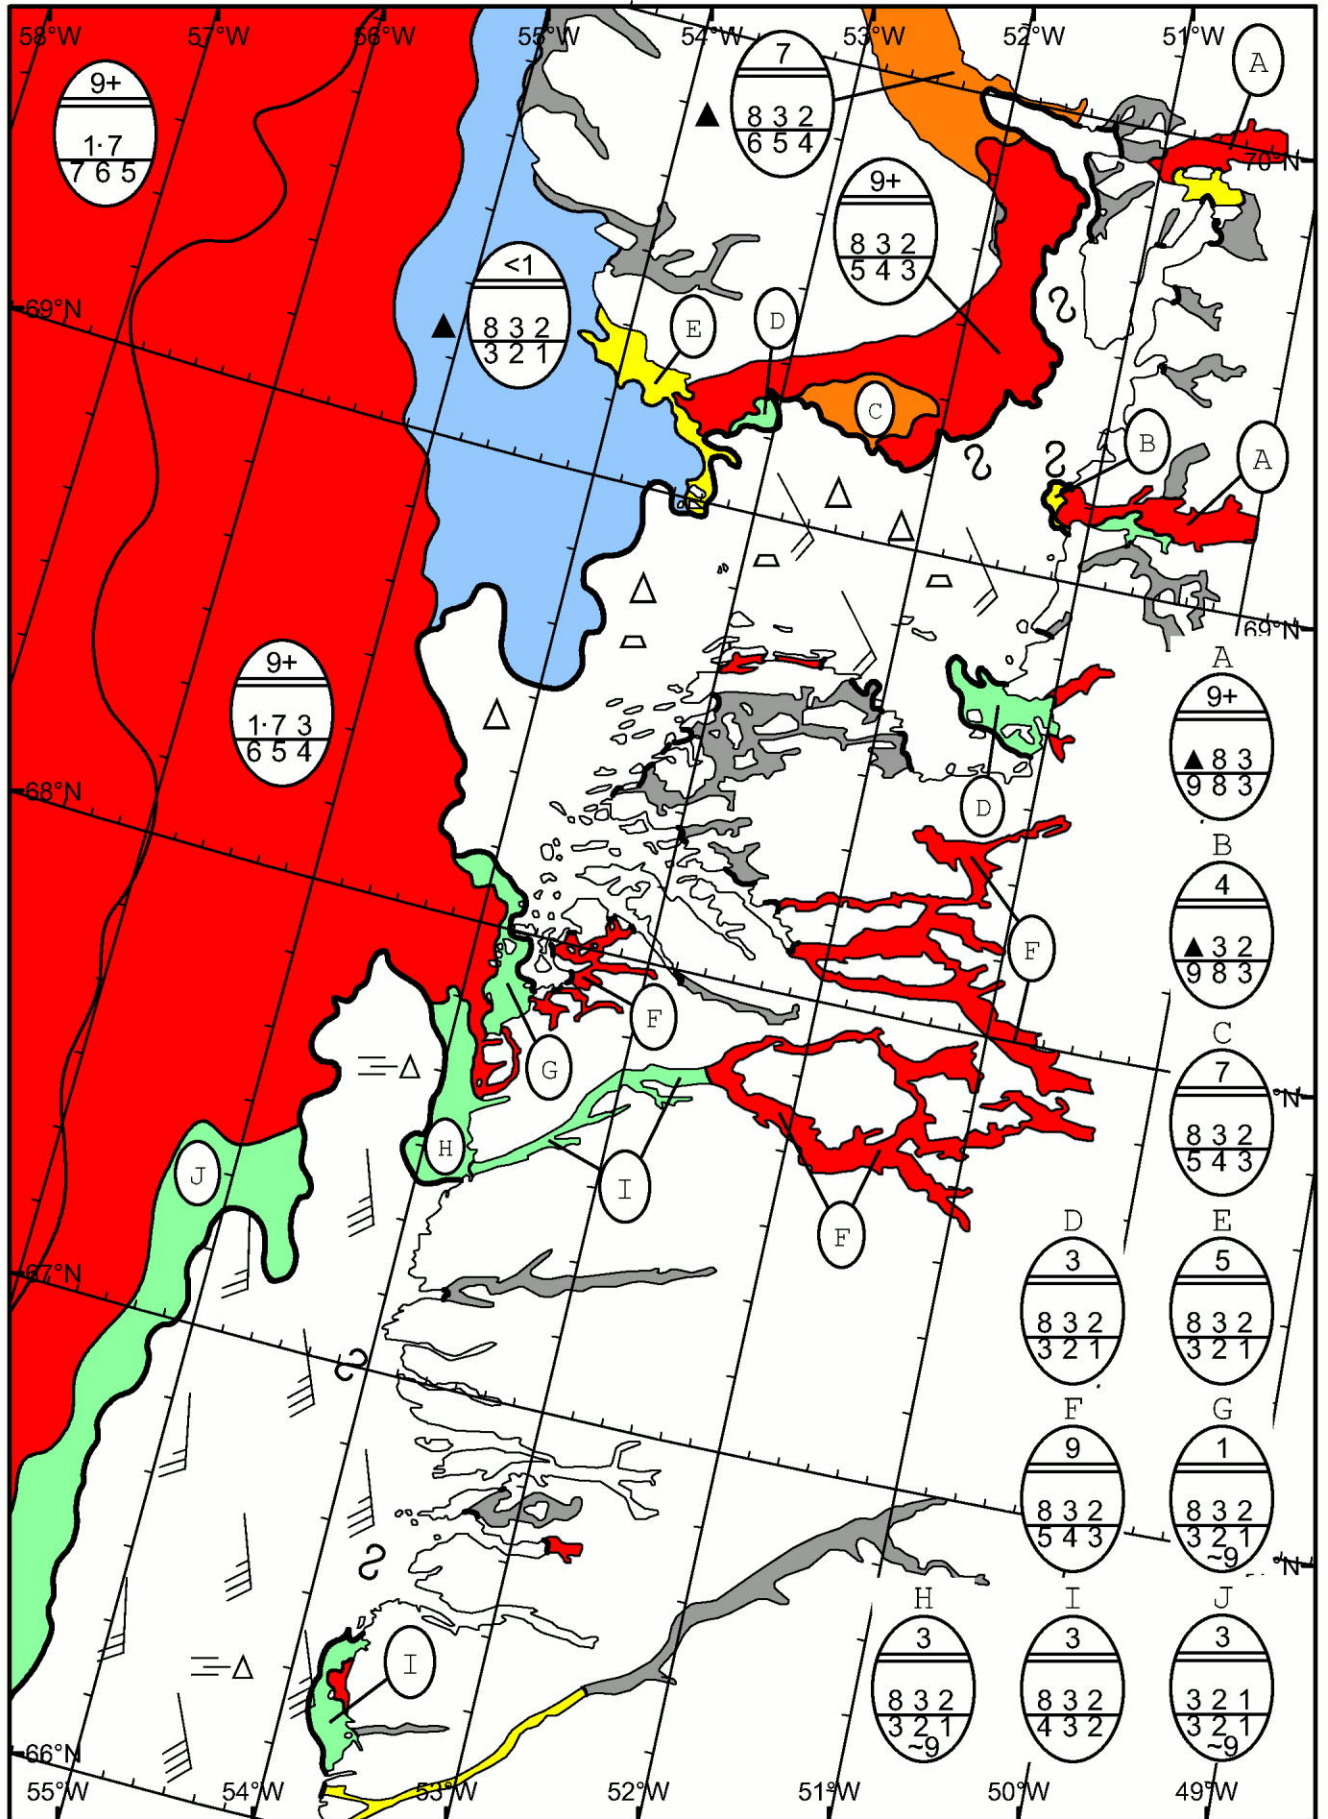 58°W 57°W 56°W 55°W 54°W 53°W 52°W 51°W
9+
1·7
7 6 5
7
8 3 2
6 5 4
A
70°N
9+
8 3 2
5 4 3
<1
8 3 2
3 2 1
69°N
E
D
C
B
A
69°N
9+
1·7 3
6 5 4
68°N
D
F
F
G
H
I
F
J
°N
67°N
A
9+
▲ 8 3
9 8 3
B
4
▲ 3 2
9 8 3
C
7
8 3 2
5 4 3
D
3
8 3 2
3 2 1
E
5
8 3 2
3 2 1
F
9
8 3 2
5 4 3
G
1
8 3 2
3 2 1
~9
°N
H
3
8 3 2
3 2 1
~9
I
3
8 3 2
4 3 2
J
3
3 2 1
3 2 1
~9
I
66°N
55°W 54°W 53°W 52°W 51°W 50°W 49°W